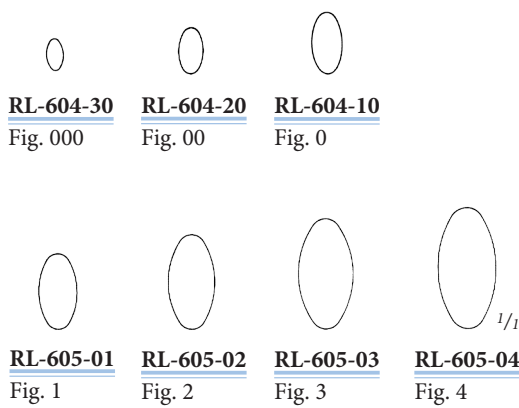 RL-604-30 RL-604-20 RL-604-10
Fig. 000 Fig. 00 Fig. 0
1/1
RL-605-01 RL-605-02 RL-605-03 RL-605-04
Fig. 1 Fig. 2 Fig. 3 Fig. 4